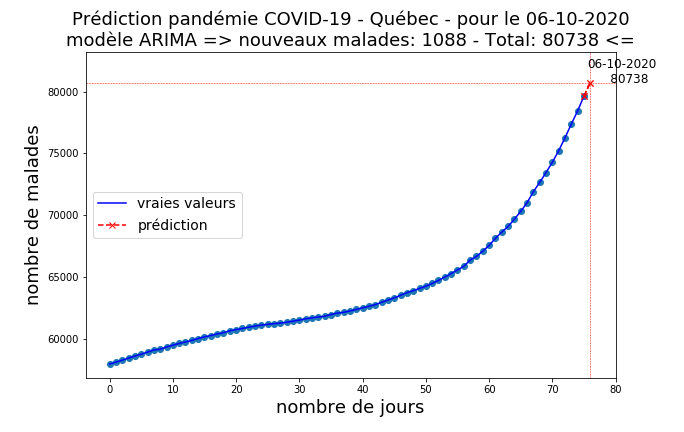 Prédiction pandémie COVID-19 - Québec - pour le 06-10-2020
modèle ARIMA => nouveaux malades: 1088 - Total: 80738 <=
06-10-2020
80738
nombre de malades
80000
75000
70000
65000
60000
vraies valeurs
prédiction
0 10 20 30 40 50 60 70 80
nombre de jours